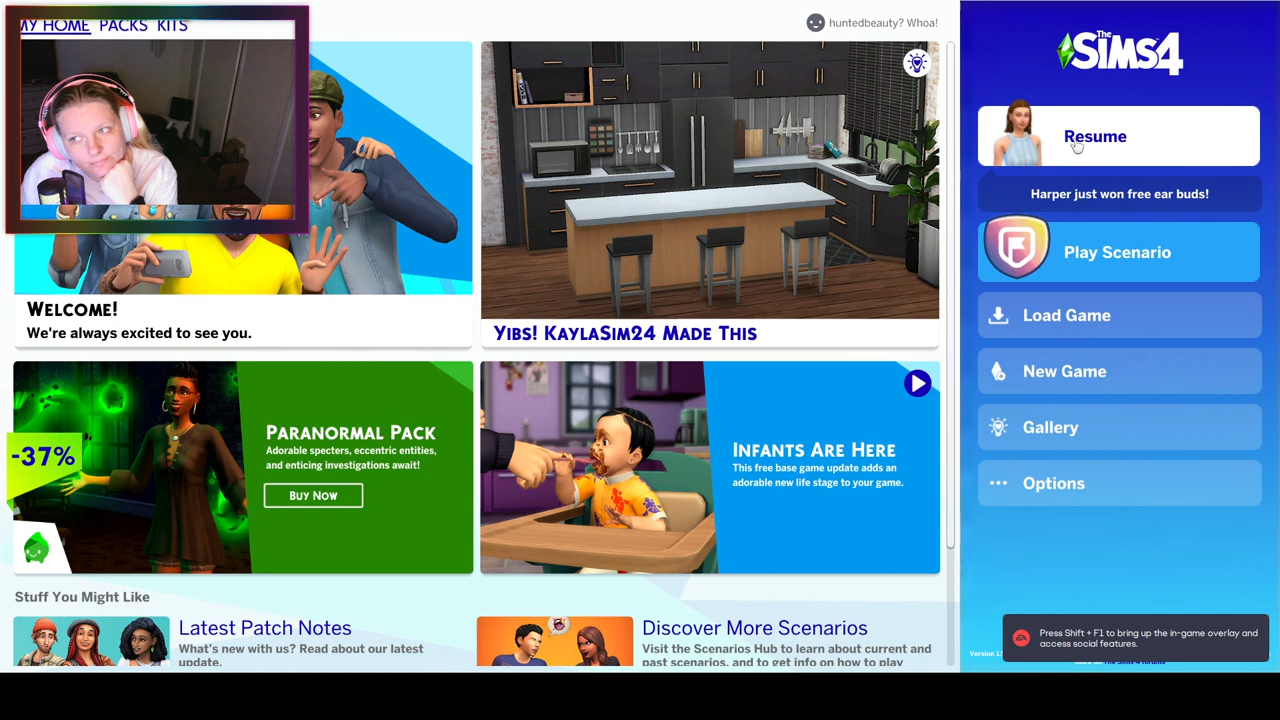 MY HOME PACKS KITS
huntedbeauty? Whoa!
WELCOME!
We're always excited to see you.
YIBS! KAYLASIM24 MADE THIS
-37%
PARANORMAL PACK
Adorable specters, eccentric entities,
and enticing investigations await!
BUY NOW
INFANTS ARE HERE
This free base game update adds an
adorable new life stage to your game.
Stuff You Might Like
Latest Patch Notes
What's new with us? Read about our latest
update.
Discover More Scenarios
Visit the Scenarios Hub to learn about current and
past scenarios, and to get info on how to play
The SiMS4
Resume
Harper just won free ear buds!
Play Scenario
Load Game
New Game
Gallery
Options
EA
Press Shift + F1 to bring up the in-game overlay and
access social features.
Version